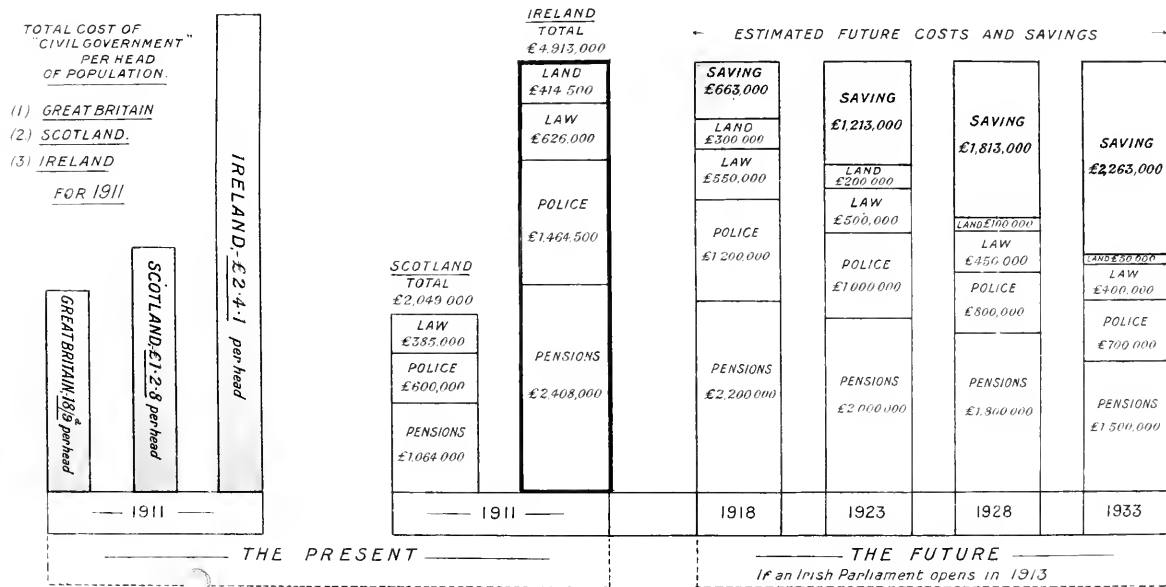 TOTAL COST OF
"CIVIL GOVERNMENT"
PER HEAD
OF POPULATION.
(1) GREAT BRITAIN
(2) SCOTLAND.
(3) IRELAND
FOR 1911
GREAT BRITAIN-18/9d per head
SCOTLAND,-£1·2·8 per head
IRELAND,-£2·4·1 per head
1911
SCOTLAND
TOTAL
£2,049,000
LAW
£385,000
POLICE
£600,000
PENSIONS
£1,064,000
IRELAND
TOTAL
£4,913,000
LAND
£414,500
LAW
£626,000
POLICE
£1,464,500
PENSIONS
£2,408,000
1911
THE PRESENT
ESTIMATED FUTURE COSTS AND SAVINGS
SAVING
£663,000
LAND
£300,000
LAW
£550,000
POLICE
£1,200,000
PENSIONS
£2,200,000
1918
SAVING
£1,213,000
LAND
£200,000
LAW
£500,000
POLICE
£1,000,000
PENSIONS
£2,000,000
1923
SAVING
£1,813,000
LAND £100,000
LAW
£450,000
POLICE
£800,000
PENSIONS
£1,800,000
1928
SAVING
£2,263,000
LAND £50,000
LAW
£400,000
POLICE
£700,000
PENSIONS
£1,500,000
1933
THE FUTURE
If an Irish Parliament opens in 1913